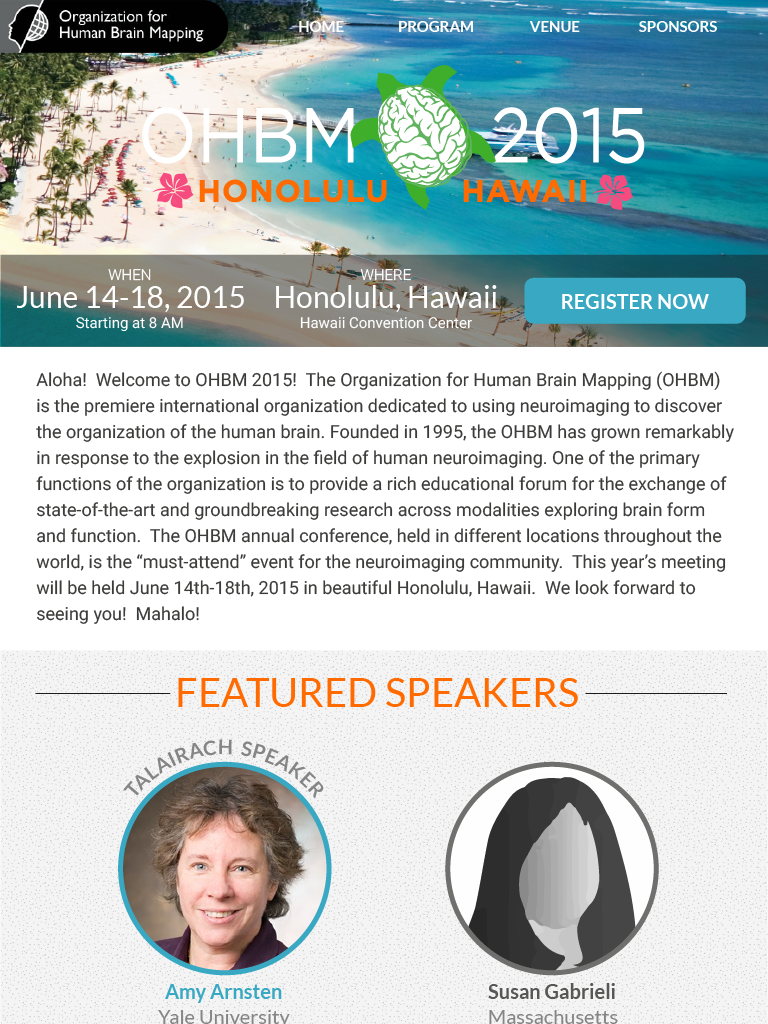 Organization for
Human Brain Mapping
HOME PROGRAM VENUE SPONSORS
OHBM 2015
HONOLULU HAWAII
WHEN
June 14-18, 2015
Starting at 8 AM
WHERE
Honolulu, Hawaii
Hawaii Convention Center
REGISTER NOW
Aloha!  Welcome to OHBM 2015!  The Organization for Human Brain Mapping (OHBM)
is the premiere international organization dedicated to using neuroimaging to discover
the organization of the human brain. Founded in 1995, the OHBM has grown remarkably
in response to the explosion in the field of human neuroimaging. One of the primary
functions of the organization is to provide a rich educational forum for the exchange of
state-of-the-art and groundbreaking research across modalities exploring brain form
and function.  The OHBM annual conference, held in different locations throughout the
world, is the “must-attend” event for the neuroimaging community.  This year’s meeting
will be held June 14th-18th, 2015 in beautiful Honolulu, Hawaii.  We look forward to
seeing you!  Mahalo!
FEATURED SPEAKERS
TALAIRACH SPEAKER
Amy Arnsten
Yale University
Susan Gabrieli
Massachusetts